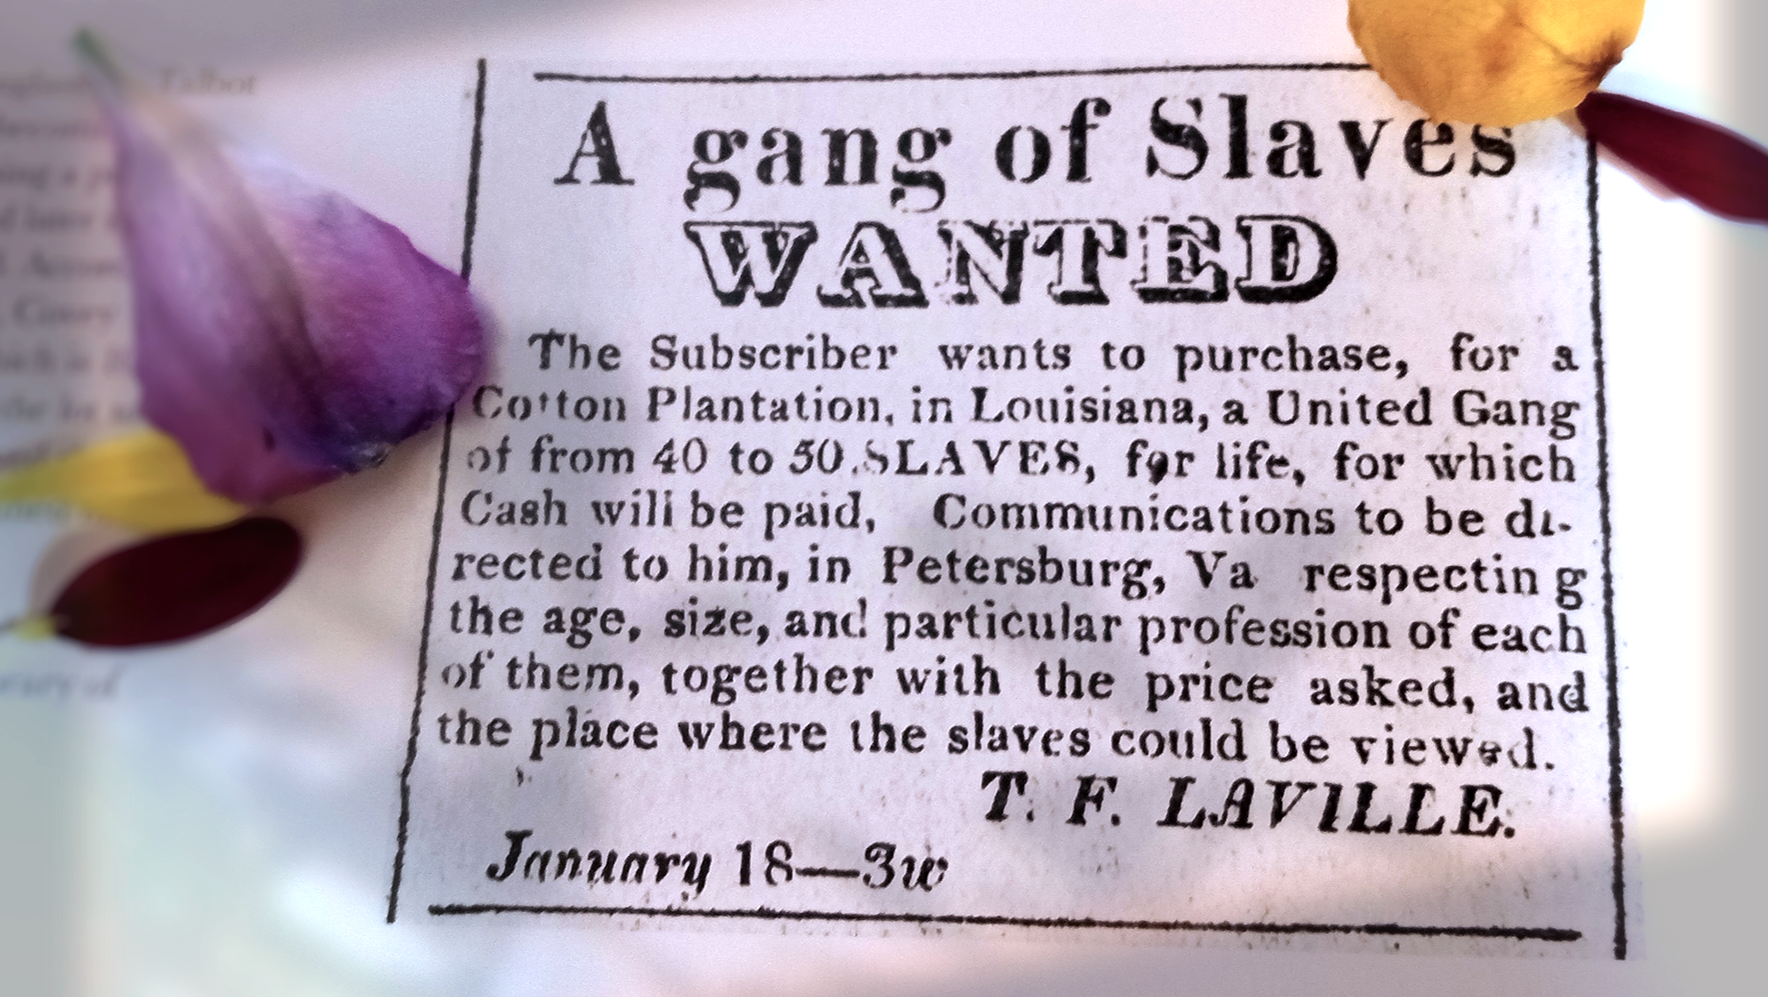 Talbot
A gang of Slaves
WANTED
The Subscriber wants to purchase, for a
Cotton Plantation, in Louisiana, a United Gang
of from 40 to 50 SLAVES, for life, for which
Cash will be paid, Communications to be di-
rected to him, in Petersburg, Va respectin g
the age, size, and particular profession of each
of them, together with the price asked, and
the place where the slaves could be viewed.
T. F. LAVILLE.
January 18—3w